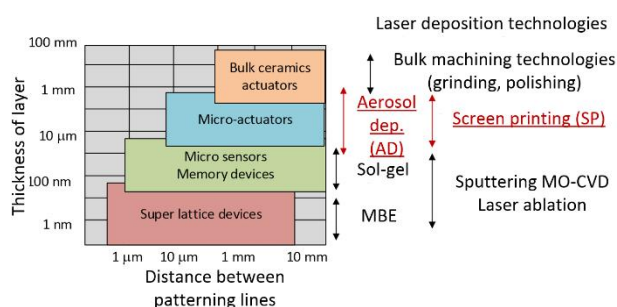 Laser deposition technologies
100 mm
Bulk ceramics
actuators
Bulk machining technologies
(grinding, polishing)
1 mm
Thickness of layer
Micro-actuators
Aerosol
dep.
(AD)
Screen printing (SP)
10 µm
Micro sensors
Memory devices
Sol-gel
100 nm
Sputtering MO-CVD
Laser ablation
Super lattice devices
MBE
1 nm
1 µm
10 µm
1 mm
10 mm
Distance between
patterning lines